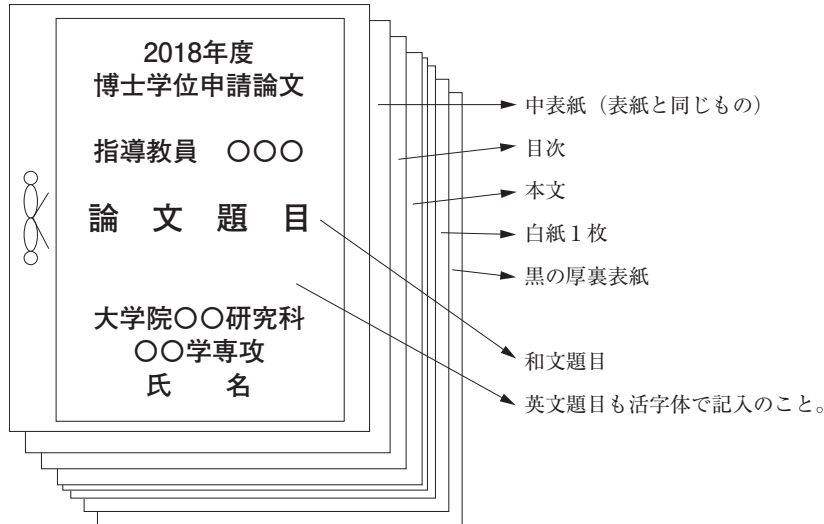 2018年度
博士学位申請論文
指導教員　○○○
論　文　題　目
大学院○○研究科
○○学専攻
氏　　名
中表紙（表紙と同じもの）
目次
本文
白紙１枚
黒の厚裏表紙
和文題目
英文題目も活字体で記入のこと。